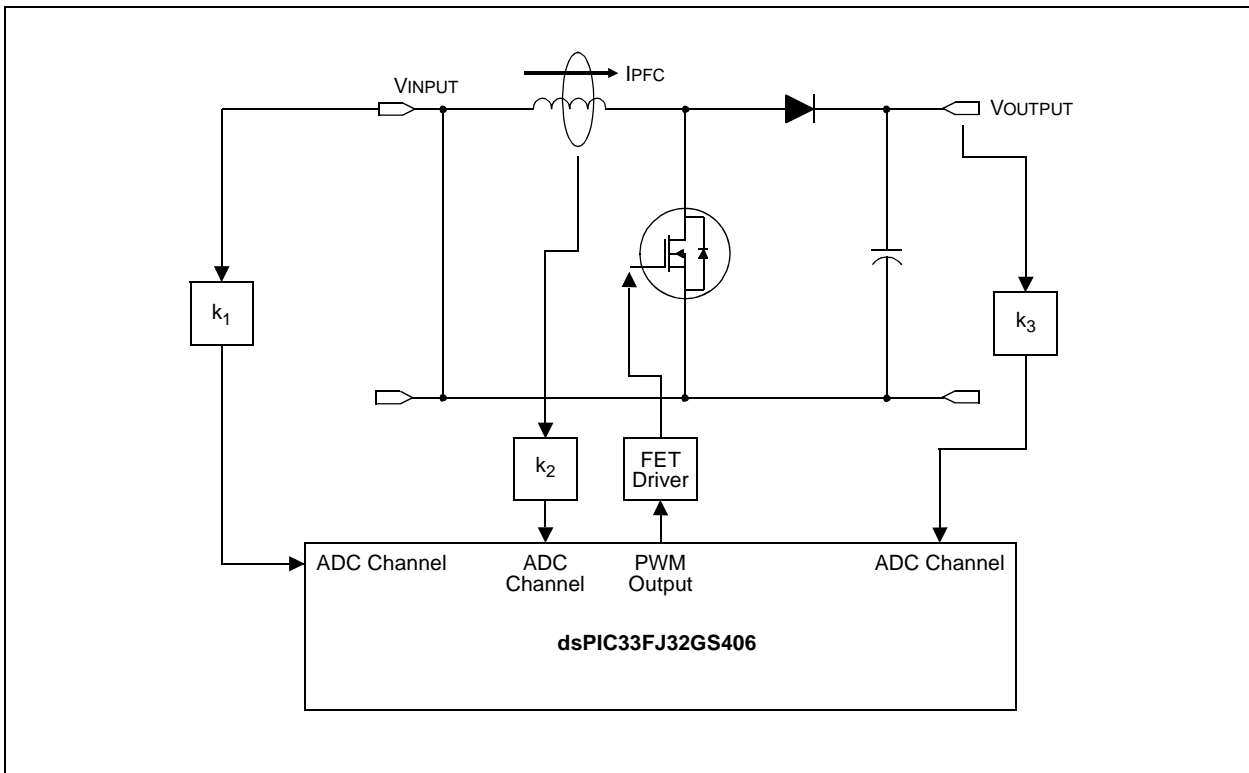 IPFC
VINPUT
VOUTPUT
k1
k3
k2
FET
Driver
ADC Channel
ADC
Channel
PWM
Output
ADC Channel
dsPIC33FJ32GS406